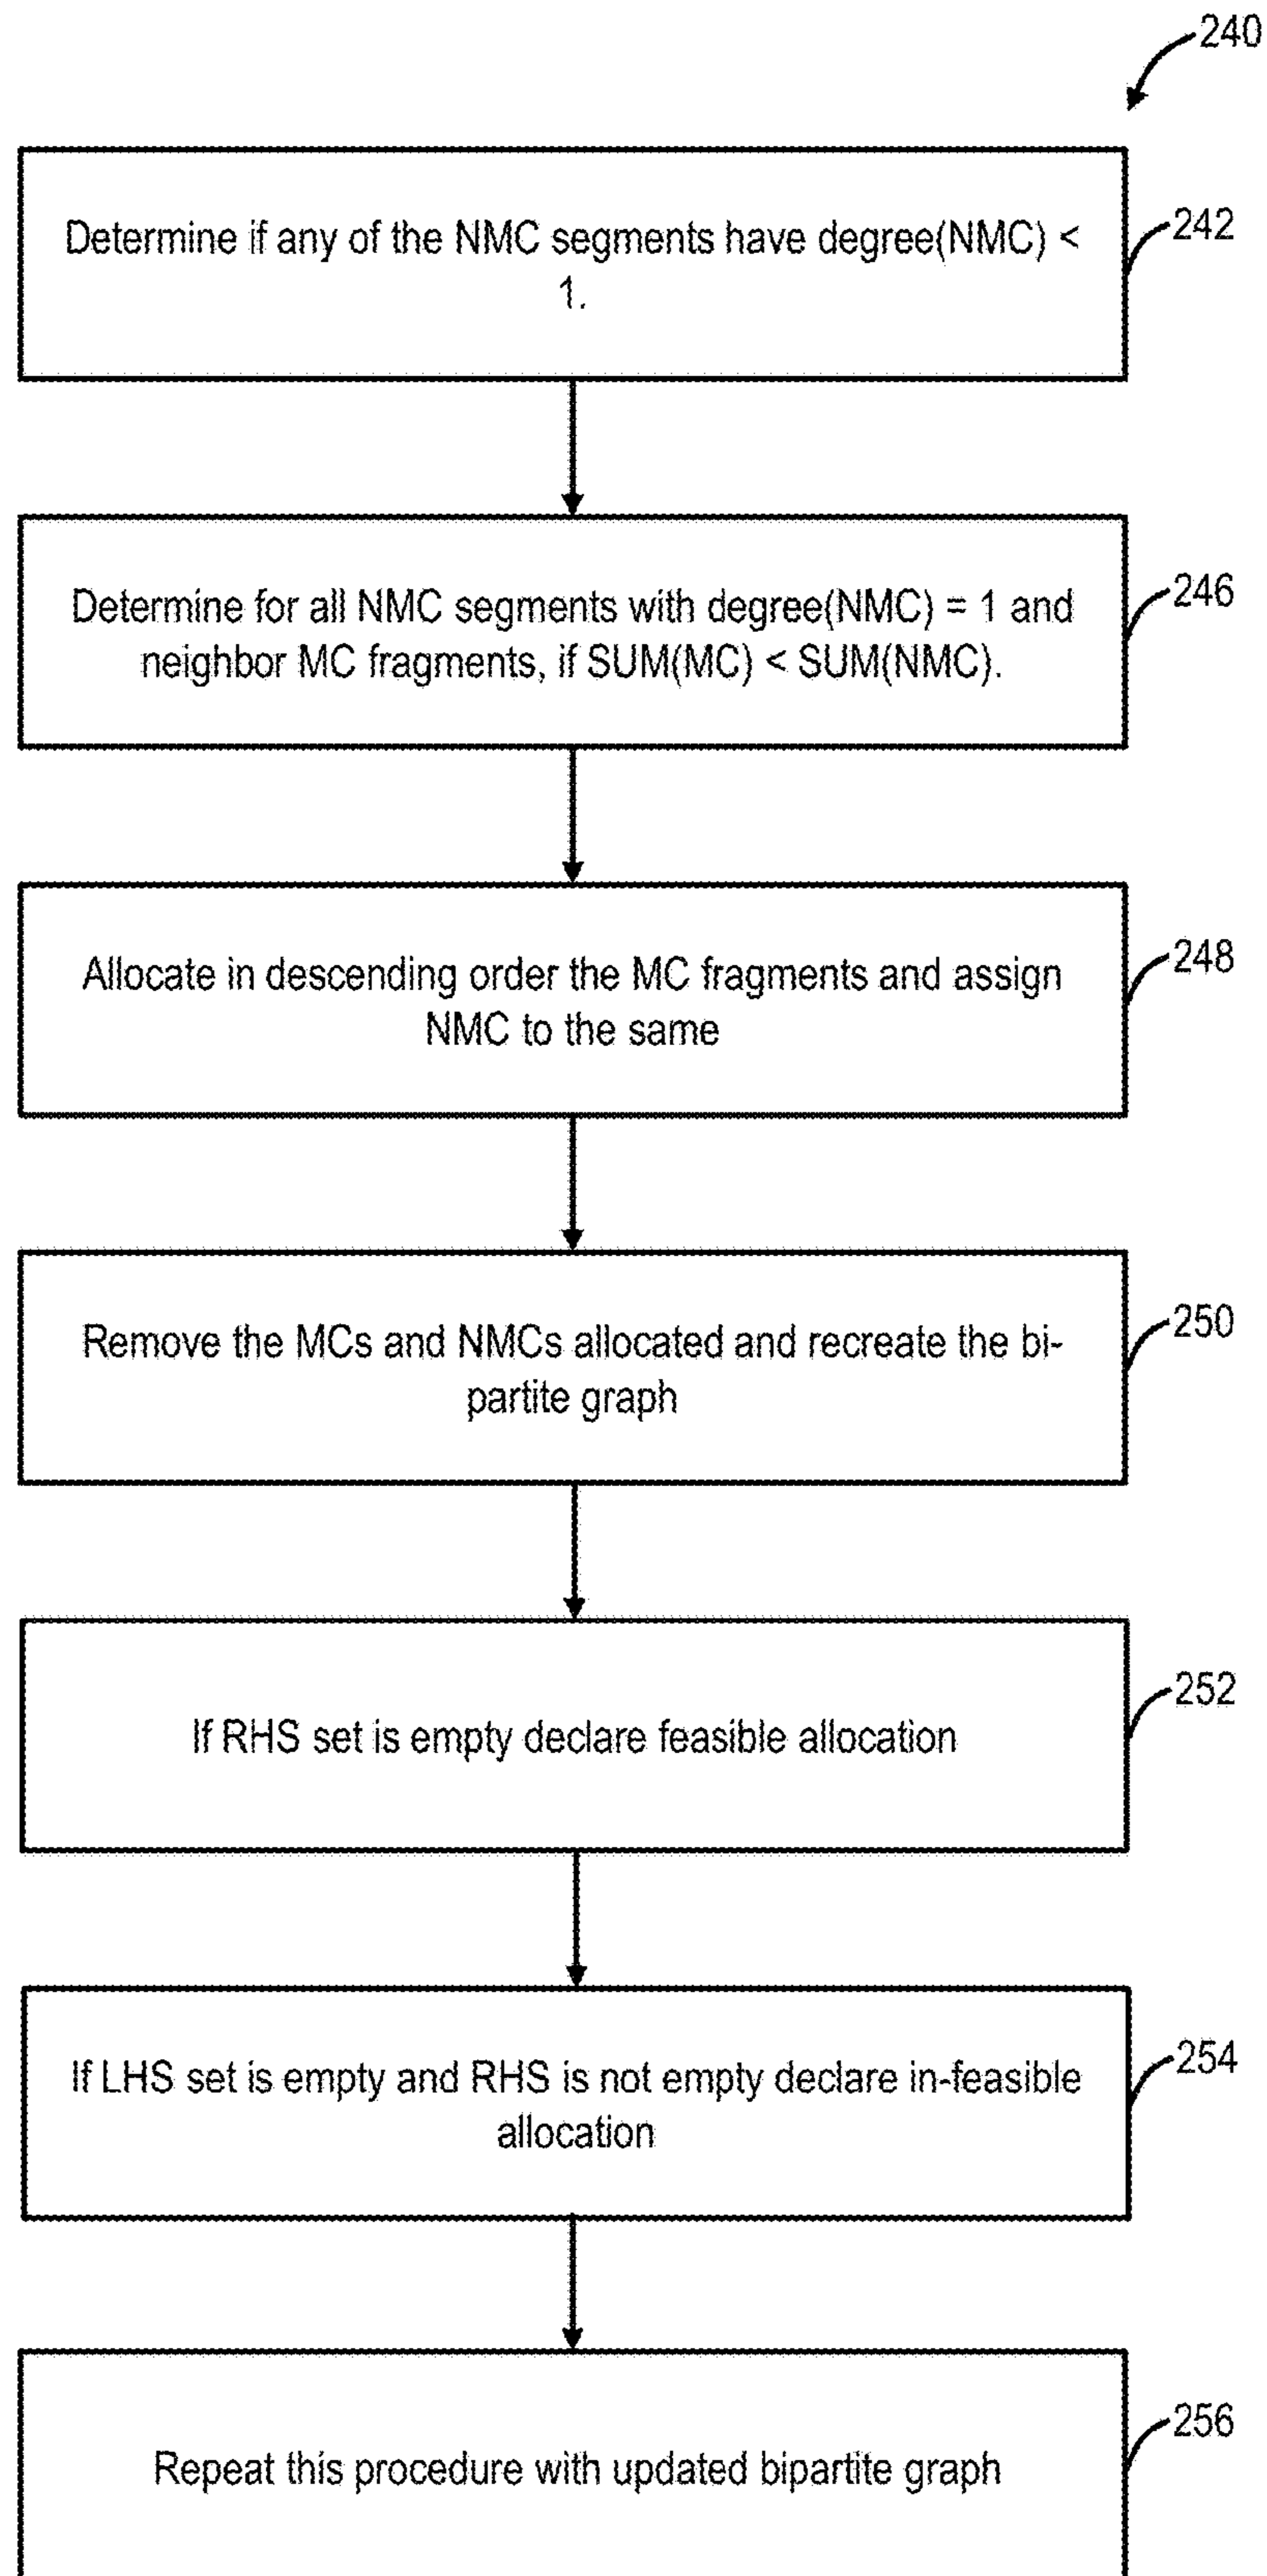 240
Determine if any of the NMC segments have degree(NMC) <
1.
242
Determine for all NMC segments with degree(NMC) = 1 and
neighbor MC fragments, if SUM(MC) < SUM(NMC).
246
Allocate in descending order the MC fragments and assign
NMC to the same
248
Remove the MCs and NMCs allocated and recreate the bi-
partite graph
250
If RHS set is empty declare feasible allocation
252
If LHS set is empty and RHS is not empty declare in-feasible
allocation
254
Repeat this procedure with updated bipartite graph
256